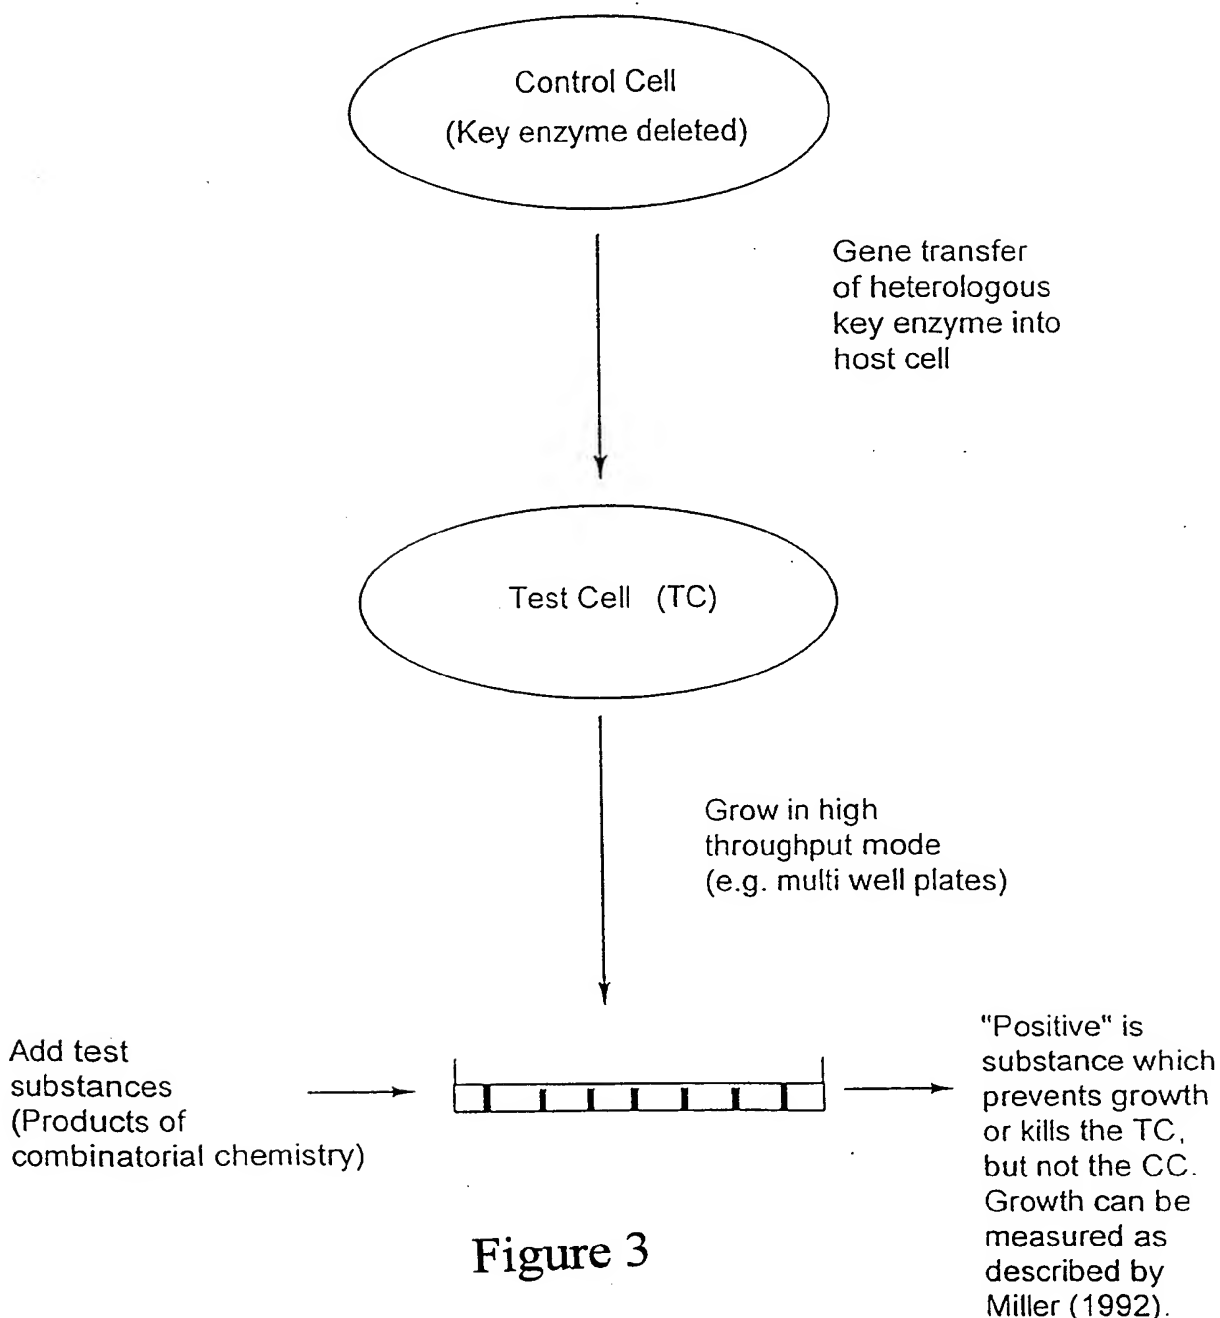 Control Cell
(Key enzyme deleted)
Gene transfer
of heterologous
key enzyme into
host cell
Test Cell (TC)
Grow in high
throughput mode
(e.g. multi well plates)
Add test
substances
(Products of
combinatorial chemistry)
"Positive" is
substance which
prevents growth
or kills the TC,
but not the CC.
Growth can be
measured as
described by
Miller (1992).
Figure 3